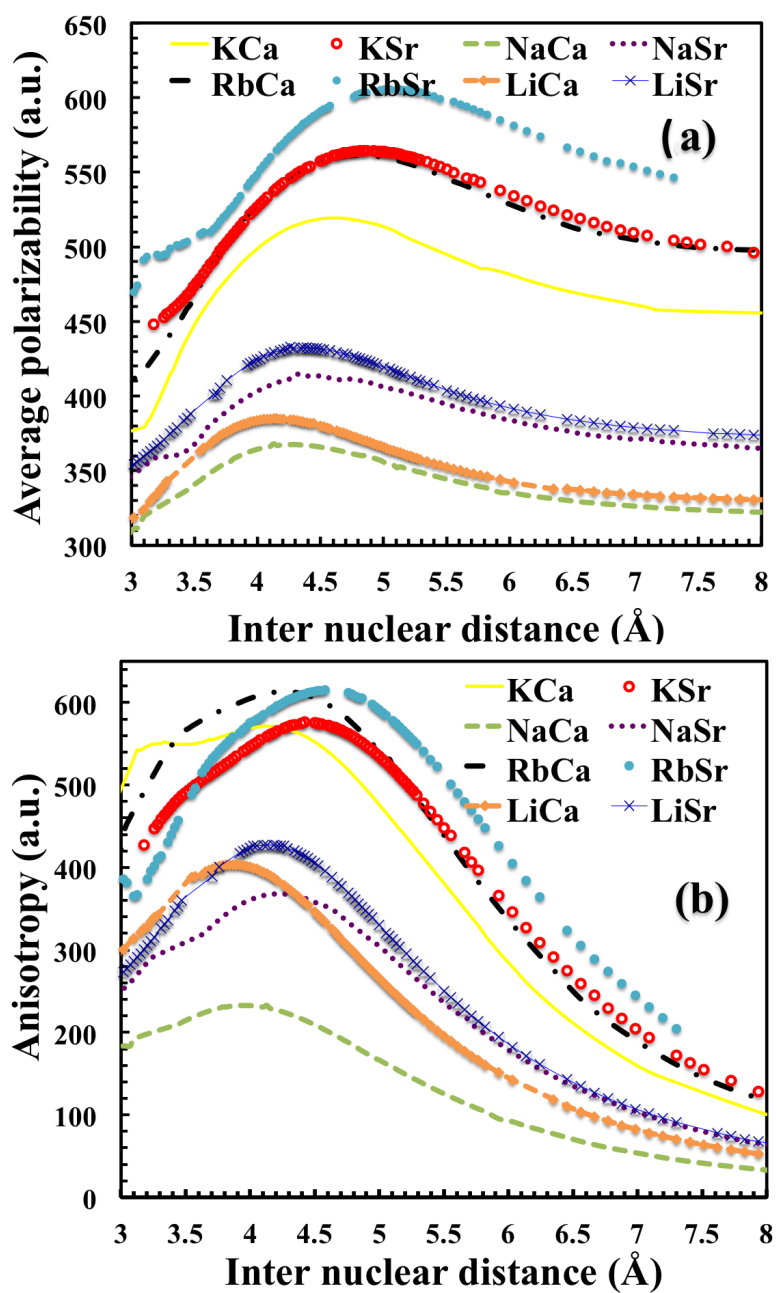 650
600
550
500
450
400
350
300
Average polarizability (a.u.)
KCa KSr NaCa NaSr
RbCa RbSr LiCa LiSr
(a)
3 3.5 4 4.5 5 5.5 6 6.5 7 7.5 8
Inter nuclear distance (Å)
600
500
400
300
200
100
0
Anisotropy (a.u.)
KCa KSr
NaCa NaSr
RbCa RbSr
LiCa LiSr
(b)
3 3.5 4 4.5 5 5.5 6 6.5 7 7.5 8
Inter nuclear distance (Å)